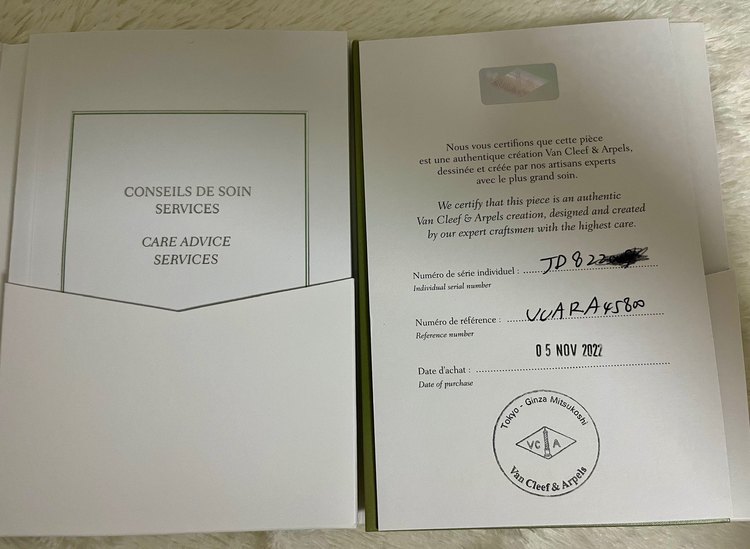 CONSEILS DE SOIN
SERVICES
CARE ADVICE
SERVICES
Nous vous certifions que cette pièce
est une authentique création Van Cleef & Arpels,
dessinée et créée par nos artisans experts
avec le plus grand soin.
We certify that this piece is an authentic
Van Cleef & Arpels creation, designed and created
by our expert craftsmen with the highest care.
Numéro de série individuel : JD822
Individual serial number
Numéro de référence : VCARA45800
Reference number
05 NOV 2022
Date d'achat :
Date of purchase
Tokyo - Ginza Mitsukoshi
VC A
Van Cleef & Arpels